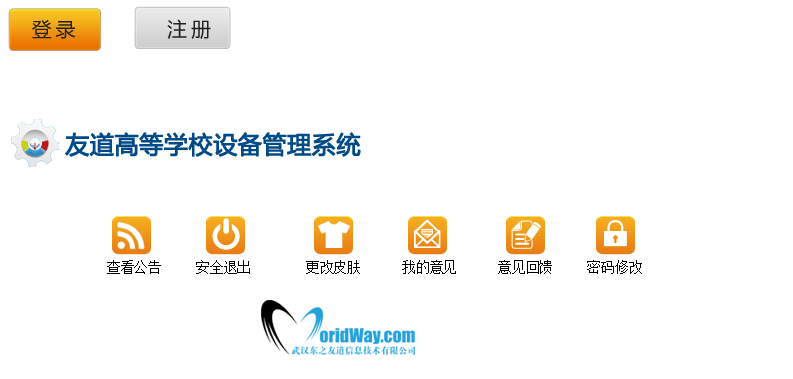 登录
注册
友道高等学校设备管理系统
查看公告
安全退出
更改皮肤
我的意见
意见回馈
密码修改
oridWay.com
武汉东之友道信息技术有限公司